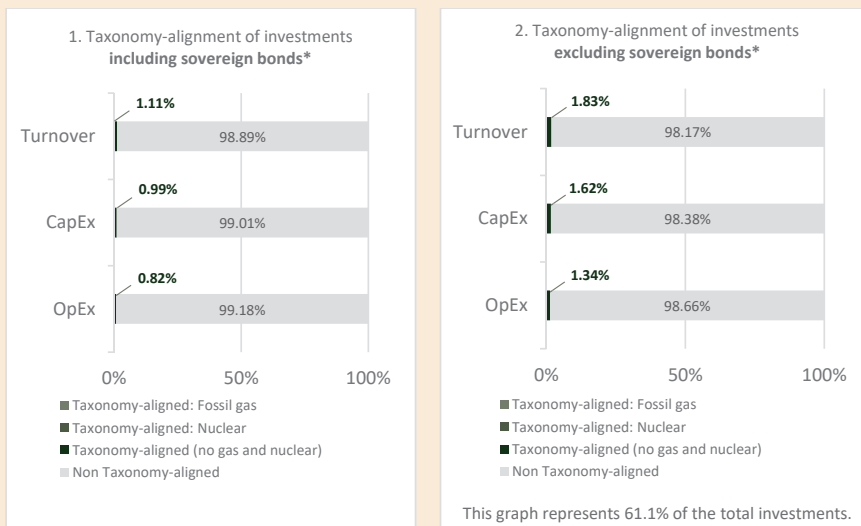 1. Taxonomy-alignment of investments
including sovereign bonds*
1.11%
Turnover
98.89%
0.99%
CapEx
99.01%
0.82%
OpEx
99.18%
0%
50%
100%
Taxonomy-aligned: Fossil gas
Taxonomy-aligned: Nuclear
Taxonomy-aligned (no gas and nuclear)
Non Taxonomy-aligned
2. Taxonomy-alignment of investments
excluding sovereign bonds*
1.83%
Turnover
98.17%
1.62%
CapEx
98.38%
1.34%
OpEx
98.66%
0%
50%
100%
Taxonomy-aligned: Fossil gas
Taxonomy-aligned: Nuclear
Taxonomy-aligned (no gas and nuclear)
Non Taxonomy-aligned
This graph represents 61.1% of the total investments.